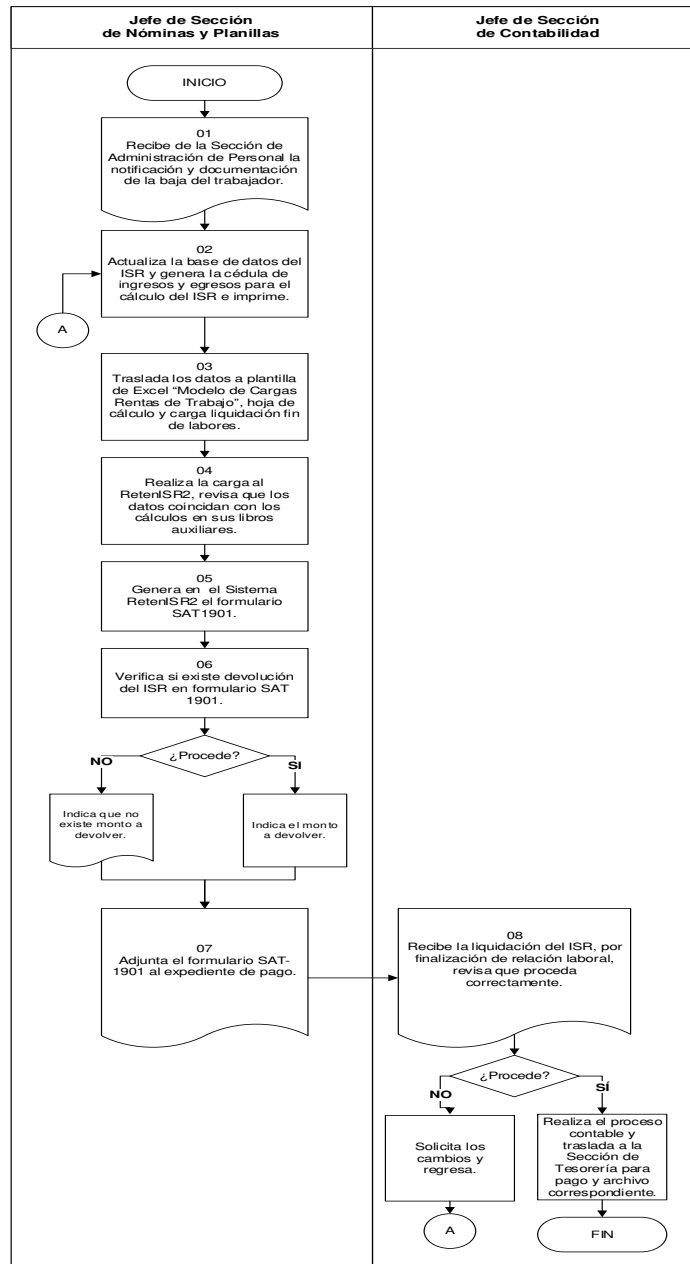 Jefe de Sección
de Nóminas y Planillas
Jefe de Sección
de Contabilidad
INICIO
01
Recibe de la Sección de
Administración de Personal la
notificación y documentación
de la baja del trabajador.
02
Actualiza la base de datos del
ISR y genera la cédula de
ingresos y egresos para el
cálculo del ISR e imprime.
A
03
Traslada los datos a plantilla
de Excel “Modelo de Cargas
Rentas de Trabajo”, hoja de
cálculo y carga liquidación fin
de labores.
04
Realiza la carga al
RetenISR2, revisa que los
datos coincidan con los
cálculos en sus libros
auxiliares.
05
Genera en el Sistema
RetenISR2 el formulario
SAT1901.
06
Verifica si existe devolución
del ISR en formulario SAT
1901.
¿Procede?
NO
SI
Indica que no
existe monto a
devolver.
Indica el monto
a devolver.
07
Adjunta el formulario SAT-
1901 al expediente de pago.
08
Recibe la liquidación del ISR, por
finalización de relación laboral,
revisa que proceda
correctamente.
¿Procede?
NO
SÍ
Solicita los
cambios y
regresa.
Realiza el proceso
contable y
traslada a la
Sección de
Tesorería para
pago y archivo
correspondiente.
A
FIN